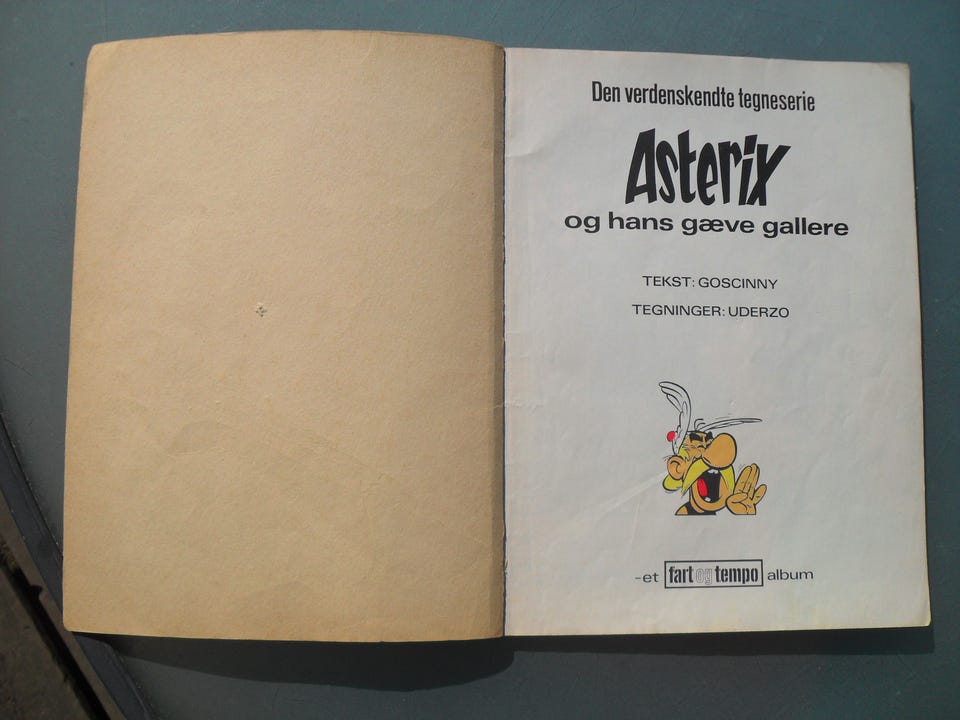 Den verdenskendte tegneserie
Asterix
og hans gæve gallere
TEKST: GOSCINNY
TEGNINGER: UDERZO
-et fart og tempo album